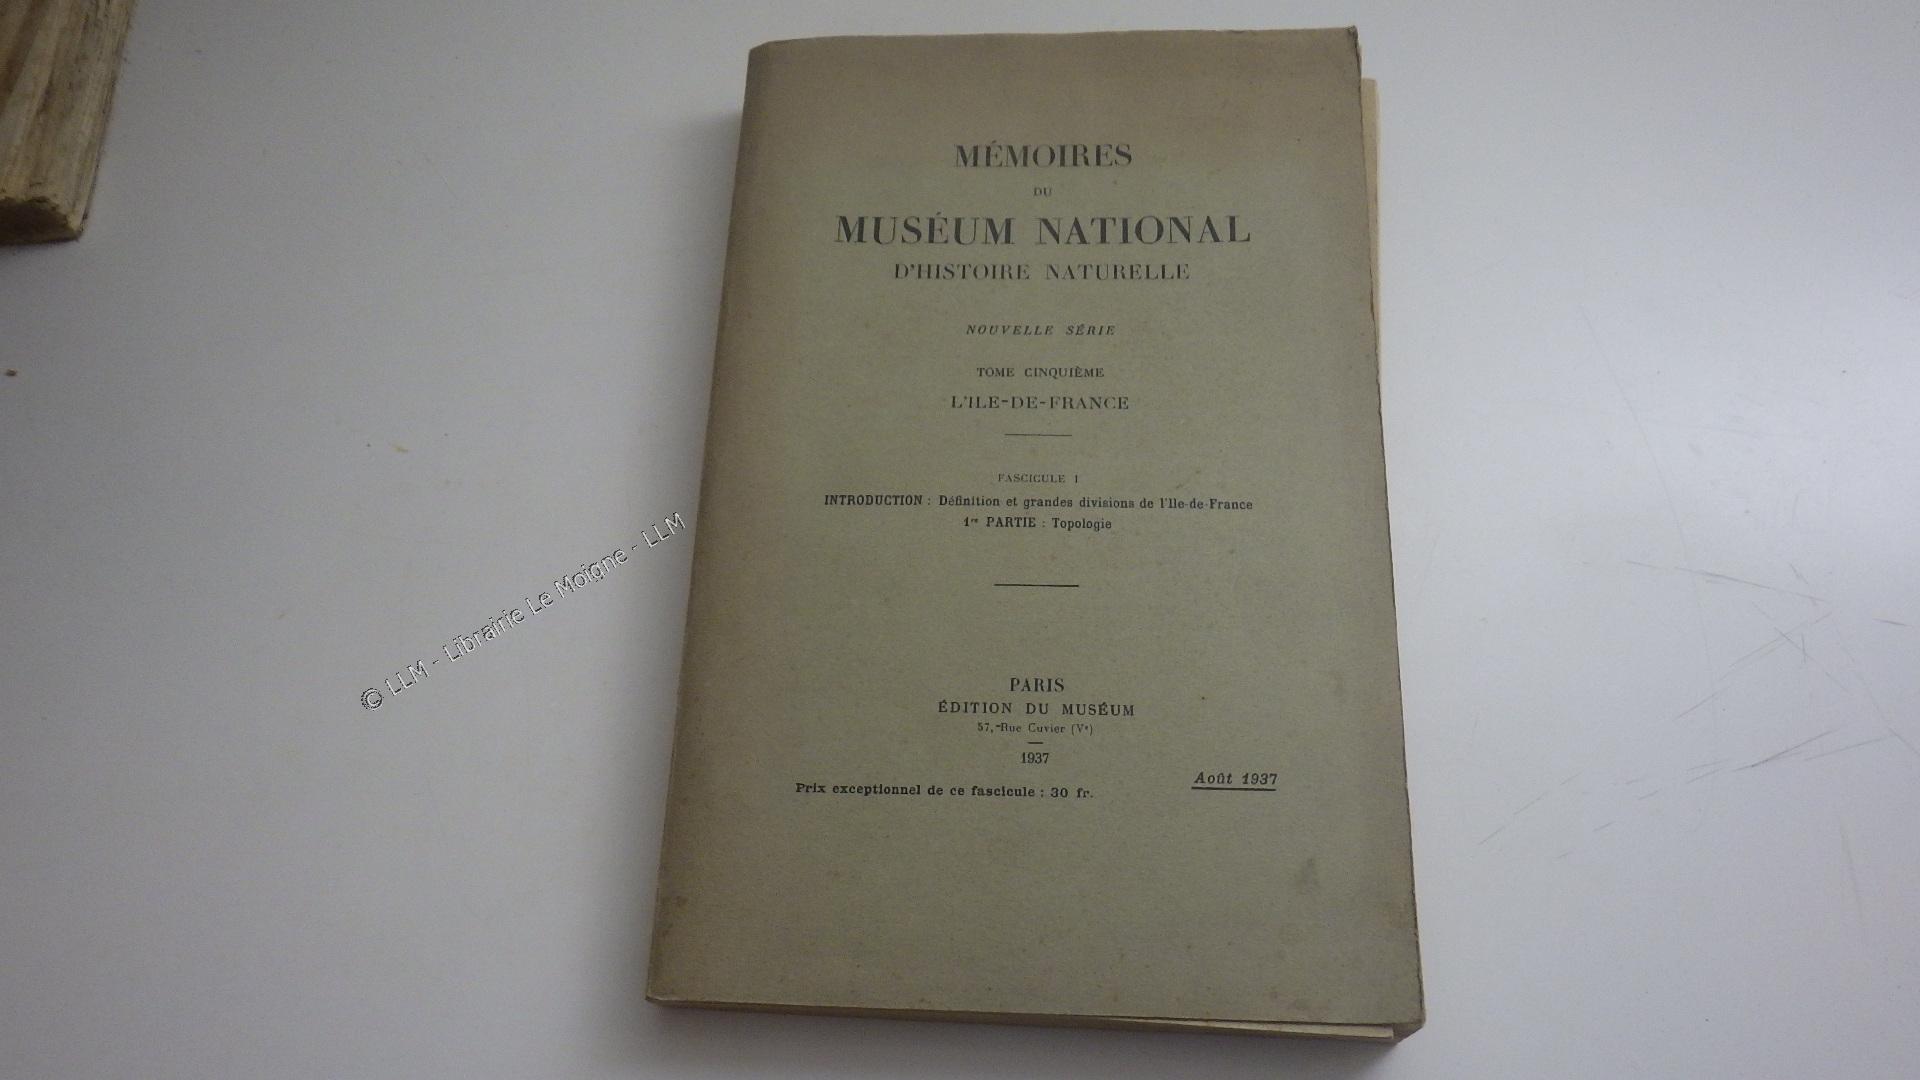 MÉMOIRES
DU
MUSÉUM NATIONAL
D'HISTOIRE NATURELLE
NOUVELLE SÉRIE
TOME CINQUIÈME
L'ILE-DE-FRANCE
FASCICULE I
INTRODUCTION : Définition et grandes divisions de l'Ile-de-France
1re PARTIE : Topologie
PARIS
ÉDITION DU MUSÉUM
57, Rue Cuvier (Ve)
1937
Août 1937
Prix exceptionnel de ce fascicule : 30 fr.
© LLM - Librairie Le Moigne - LLM